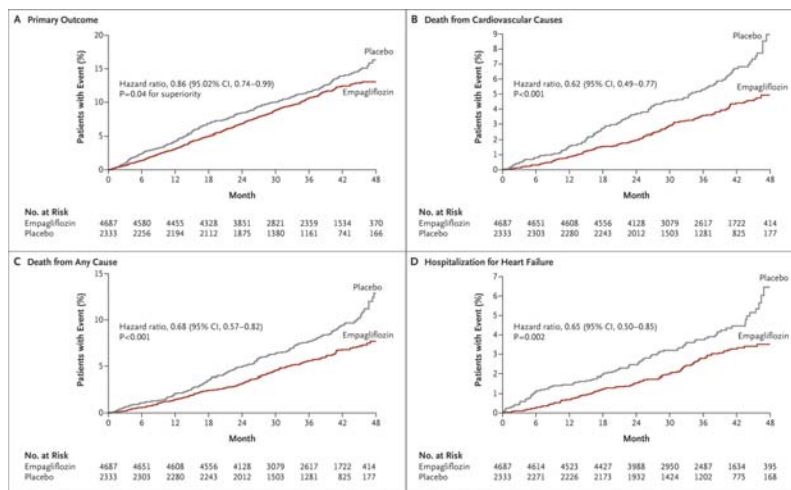 A Primary Outcome
20
15
10
5
0
Patients with Event (%)
Placebo
Hazard ratio, 0.86 (95.02% CI, 0.74–0.99)
P=0.04 for superiority
Empagliflozin
0 6 12 18 24 30 36 42 48
Month
No. at Risk
Empagliflozin 4687 4580 4455 4328 3851 2821 2359 1534 370
Placebo 2333 2256 2194 2112 1875 1380 1161 741 166
B Death from Cardiovascular Causes
9
8
7
6
5
4
3
2
1
0
Patients with Event (%)
Placebo
Hazard ratio, 0.62 (95% CI, 0.49–0.77)
P<0.001
Empagliflozin
0 6 12 18 24 30 36 42 48
Month
No. at Risk
Empagliflozin 4687 4651 4608 4556 4128 3079 2617 1722 414
Placebo 2333 2303 2280 2243 2012 1503 1281 825 177
C Death from Any Cause
15
10
5
0
Patients with Event (%)
Placebo
Hazard ratio, 0.68 (95% CI, 0.57–0.82)
P<0.001
Empagliflozin
0 6 12 18 24 30 36 42 48
Month
No. at Risk
Empagliflozin 4687 4651 4608 4556 4128 3079 2617 1722 414
Placebo 2333 2303 2280 2243 2012 1503 1281 825 177
D Hospitalization for Heart Failure
7
6
5
4
3
2
1
0
Patients with Event (%)
Placebo
Hazard ratio, 0.65 (95% CI, 0.50–0.85)
P=0.002
Empagliflozin
0 6 12 18 24 30 36 42 48
Month
No. at Risk
Empagliflozin 4687 4614 4523 4427 3988 2950 2487 1634 395
Placebo 2333 2271 2226 2173 1932 1424 1202 775 168